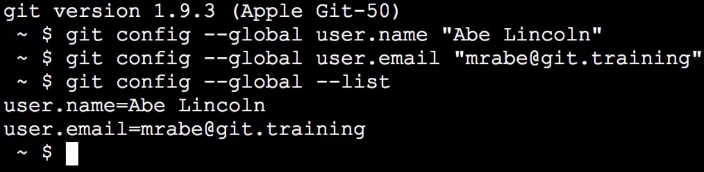 git version 1.9.3 (Apple Git-50)
~ $ git config --global user.name "Abe Lincoln"
~ $ git config --global user.email "mrabe@git.training"
~ $ git config --global --list
user.name=Abe Lincoln
user.email=mrabe@git.training
~ $